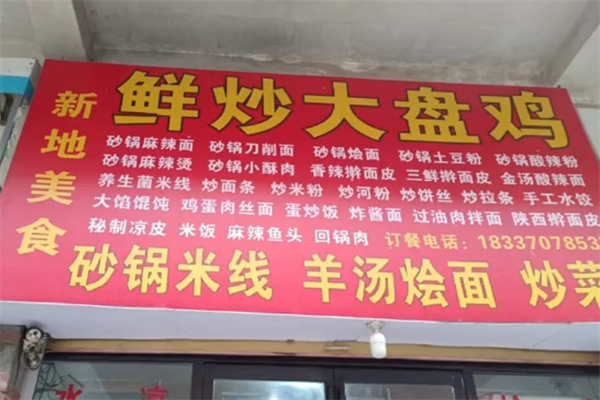 新地美食
鲜炒大盘鸡
砂锅麻辣面 砂锅刀削面 砂锅烩面 砂锅土豆粉 砂锅酸辣粉
砂锅麻辣烫 砂锅小酥肉 香辣擀面皮 三鲜擀面皮 金汤酸辣面
养生菌米线 炒面条 炒米粉 炒河粉 炒饼丝 炒拉条 手工水饺
大馅馄饨 鸡蛋肉丝面 蛋炒饭 炸酱面 过油肉拌面 陕西擀面皮
秘制凉皮 米饭 麻辣鱼头 回锅肉 订餐电话: 1833707853
砂锅米线 羊汤烩面 炒菜